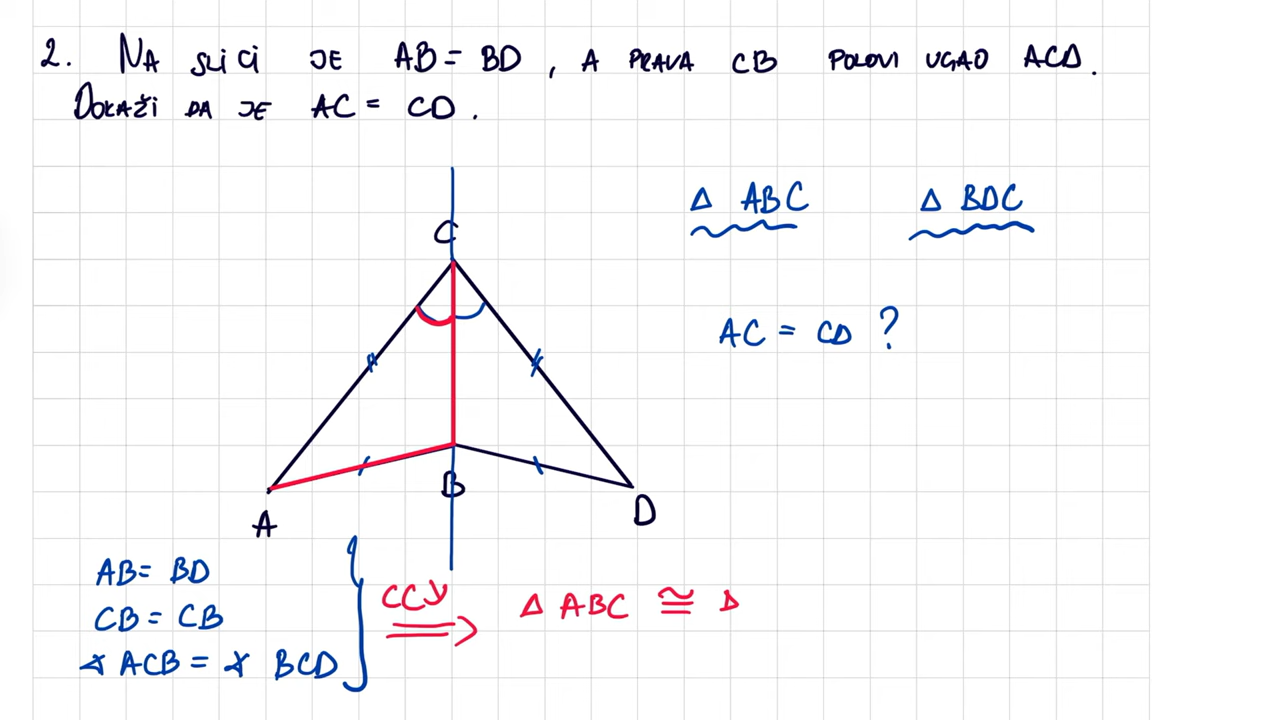 2. NA SLICI JE AB = BD, A PRAVA CB POLOVI UGAO ACD.
DOKAŽI DA JE AC = CD.
Δ ABC Δ BDC
C
AC = CD ?
B
A
D
AB = BD
CB = CB
∢ ACB = ∢ BCD
ССУ ⟹ Δ ABC ≅ Δ